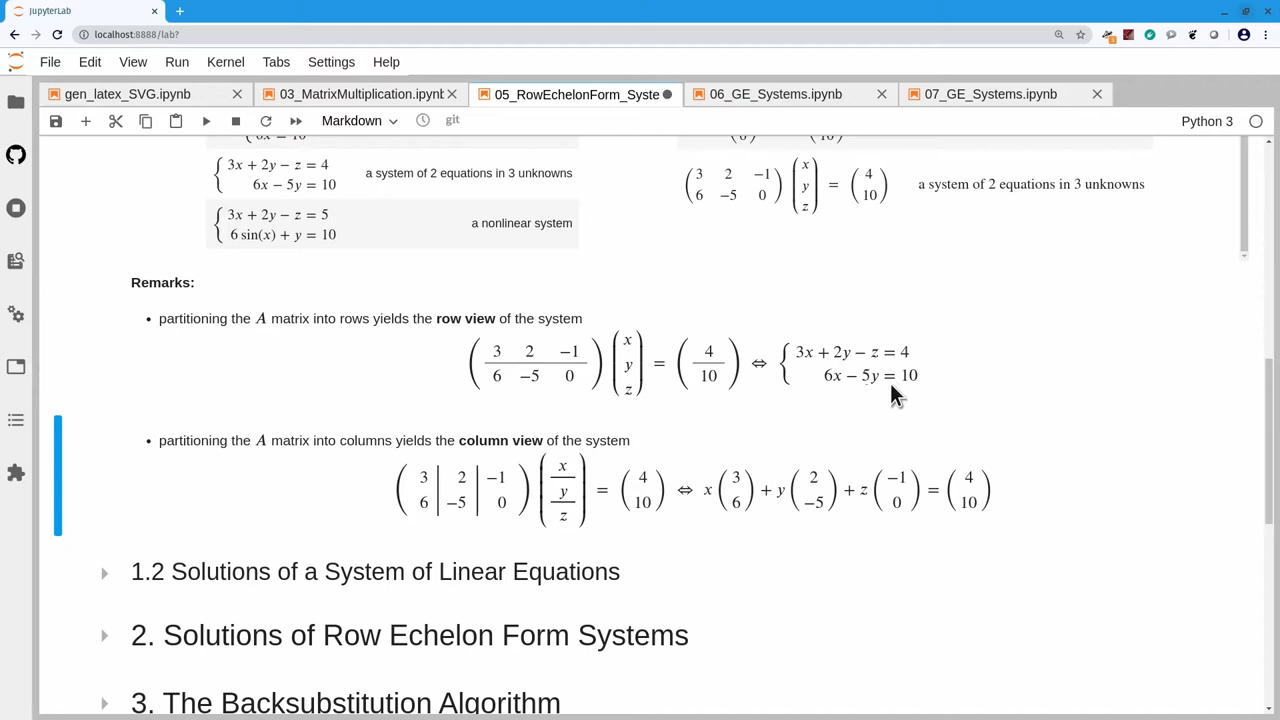 JupyterLab
localhost:8888/lab?
File Edit View Run Kernel Tabs Settings Help
gen_latex_SVG.ipynb 03_MatrixMultiplication.ipynb 05_RowEchelonForm_Syste 06_GE_Systems.ipynb 07_GE_Systems.ipynb
Markdown git Python 3
3x + 2y − z = 4
6x − 5y = 10
a system of 2 equations in 3 unknowns
3x + 2y − z = 5
6 sin(x) + y = 10
a nonlinear system
( 3 2 −1
6 −5 0 ) ( x
y
z ) = ( 4
10 ) a system of 2 equations in 3 unknowns
Remarks:
• partitioning the A matrix into rows yields the row view of the system
( 3 2 −1
6 −5 0 ) ( x
y
z ) = ( 4
10 ) ⇔ { 3x + 2y − z = 4
6x − 5y = 10
• partitioning the A matrix into columns yields the column view of the system
( 3 | 2 | −1
6 | −5 | 0 ) ( x
y
z ) = ( 4
10 ) ⇔ x ( 3
6 ) + y ( 2
−5 ) + z ( −1
0 ) = ( 4
10 )
1.2 Solutions of a System of Linear Equations
2. Solutions of Row Echelon Form Systems
3. The Backsubstitution Algorithm